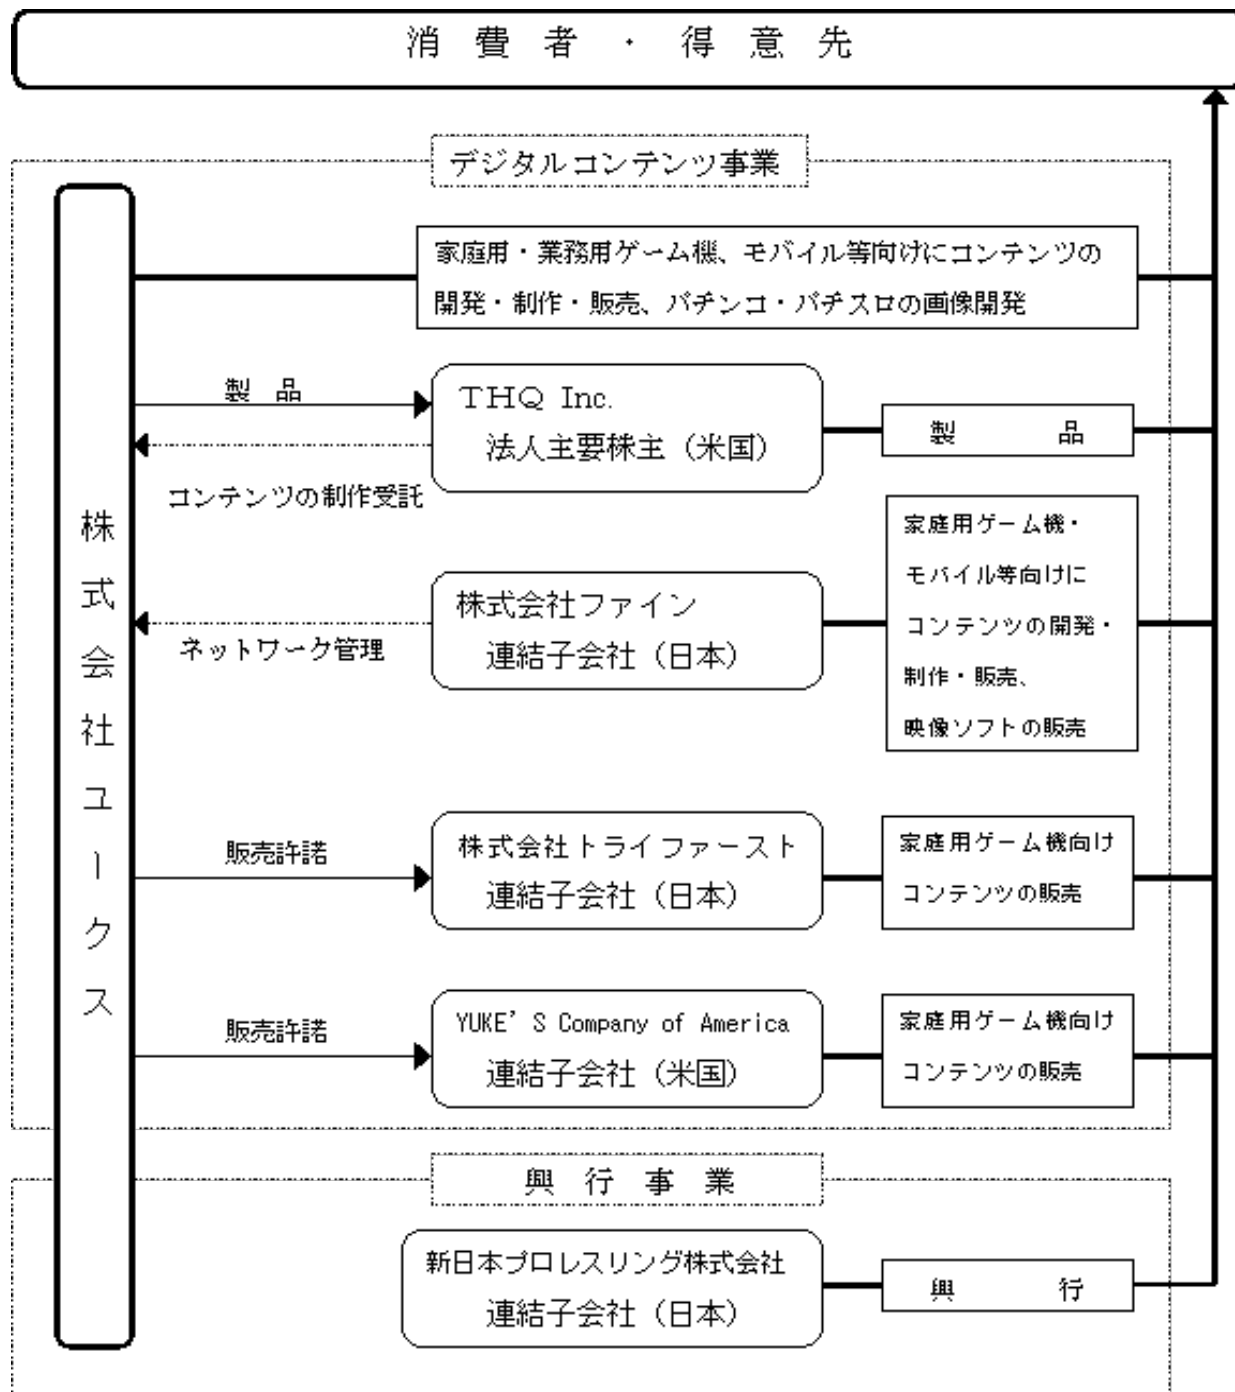 消費者・得意先
デジタルコンテンツ事業
家庭用・業務用ゲーム機、モバイル等向けにコンテンツの
開発・制作・販売、パチンコ・パチスロの画像開発
製品
THQ Inc.
法人主要株主（米国）
製品
コンテンツの制作受託
株式会社ユークス
株式会社ファイン
連結子会社（日本）
ネットワーク管理
家庭用ゲーム機・
モバイル等向けに
コンテンツの開発・
制作・販売、
映像ソフトの販売
販売許諾
株式会社トライファースト
連結子会社（日本）
家庭用ゲーム機向け
コンテンツの販売
販売許諾
YUKE'S Company of America
連結子会社（米国）
家庭用ゲーム機向け
コンテンツの販売
興行事業
新日本プロレスリング株式会社
連結子会社（日本）
興行